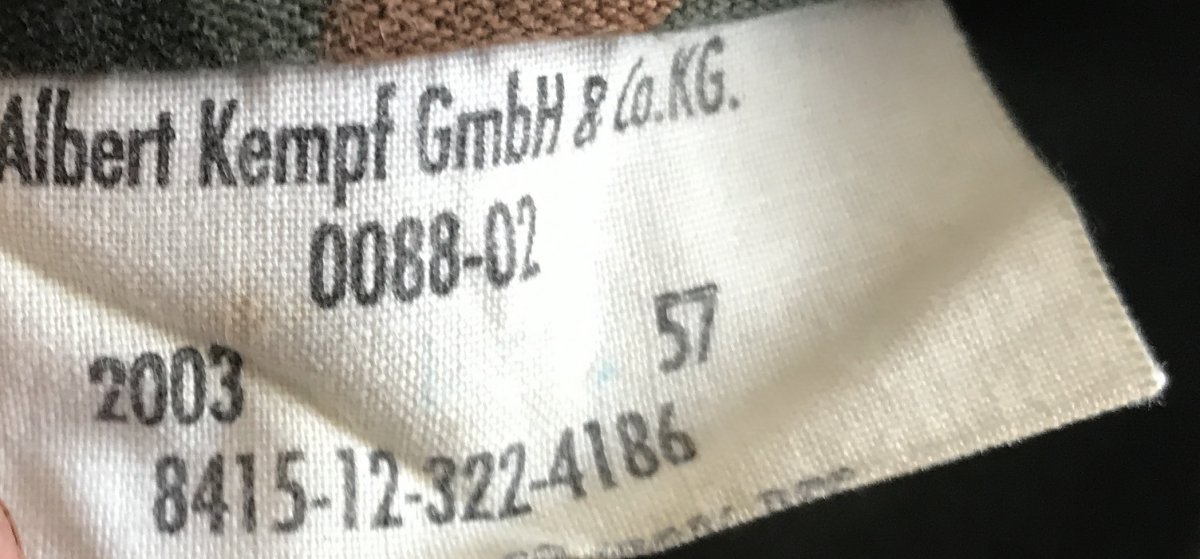 Albert Kempf GmbH & Co.KG.
0088-02
57
2003
8415-12-322-4186